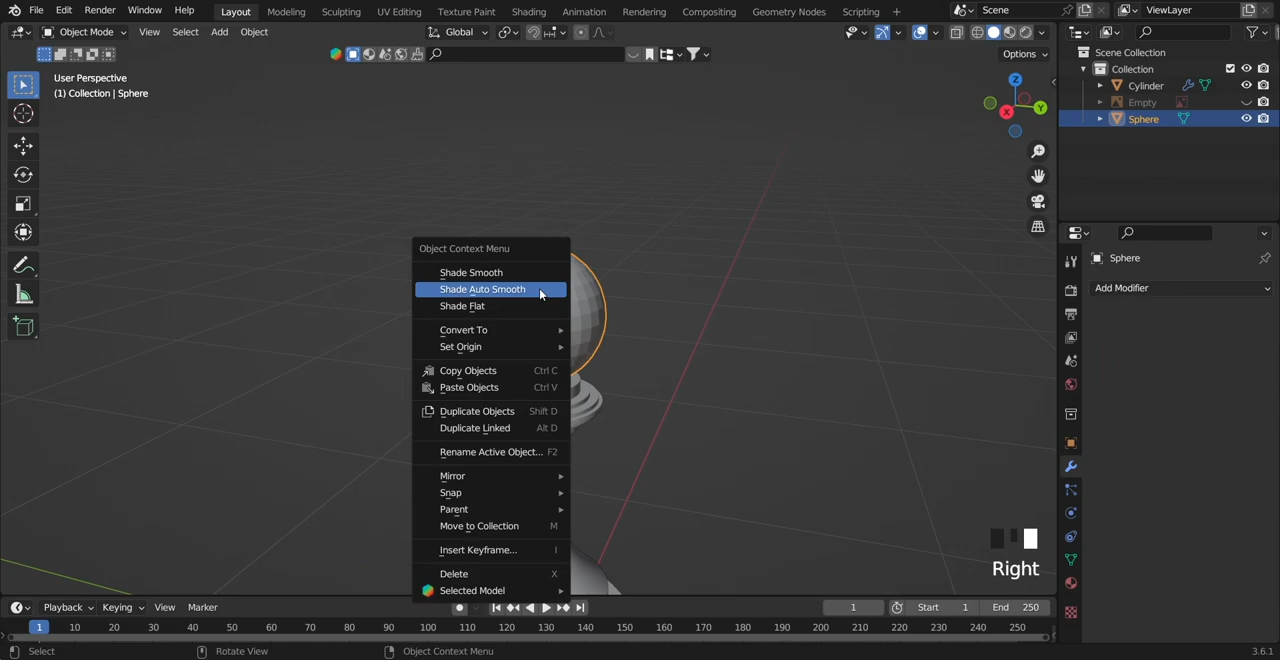 File Edit Render Window Help Layout Modeling Sculpting UV Editing Texture Paint Shading Animation Rendering Compositing Geometry Nodes Scripting + Scene ViewLayer
Object Mode View Select Add Object Global
Options
User Perspective
(1) Collection | Sphere
Z
Y
X
Scene Collection
Collection
Cylinder
Empty
Sphere
Sphere
Add Modifier
Object Context Menu
Shade Smooth
Shade Auto Smooth
Shade Flat
Convert To
Set Origin
Copy Objects Ctrl C
Paste Objects Ctrl V
Duplicate Objects Shift D
Duplicate Linked Alt D
Rename Active Object... F2
Mirror
Snap
Parent
Move to Collection M
Insert Keyframe... I
Delete X
Selected Model
Right
Playback Keying View Marker 1 Start 1 End 250
1 10 20 30 40 50 60 70 80 90 100 110 120 130 140 150 160 170 180 190 200 210 220 230 240 250
Select Rotate View Object Context Menu 3.6.1